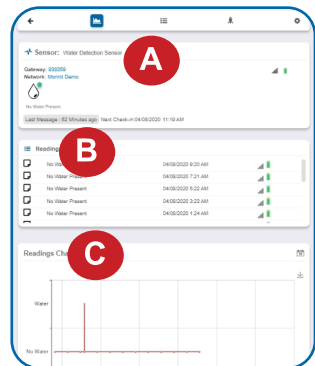 Sensor: Water Detection Sensor
A
Gateway: 930359
Network: Monnit Demo
No Water Present
Last Message : 62 Minutes ago Next Check-in:04/09/2020 11:19 AM
B
No Water Present 04/09/2020 9:20 AM
No Water Present 04/09/2020 7:21 AM
No Water Present 04/09/2020 5:22 AM
No Water Present 04/09/2020 3:23 AM
No Water Present 04/09/2020 1:24 AM
Readings
C
Water
No Water